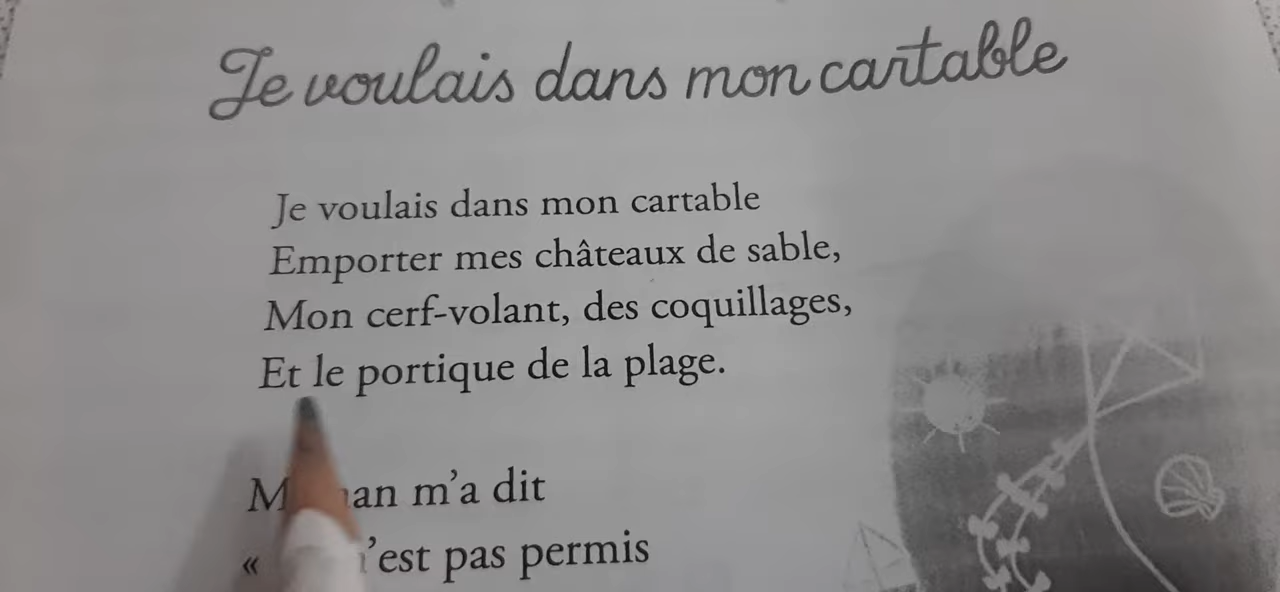 Je voulais dans mon cartable
Je voulais dans mon cartable
Emporter mes châteaux de sable,
Mon cerf-volant, des coquillages,
Et le portique de la plage.
m'a dit
« 'est pas permis